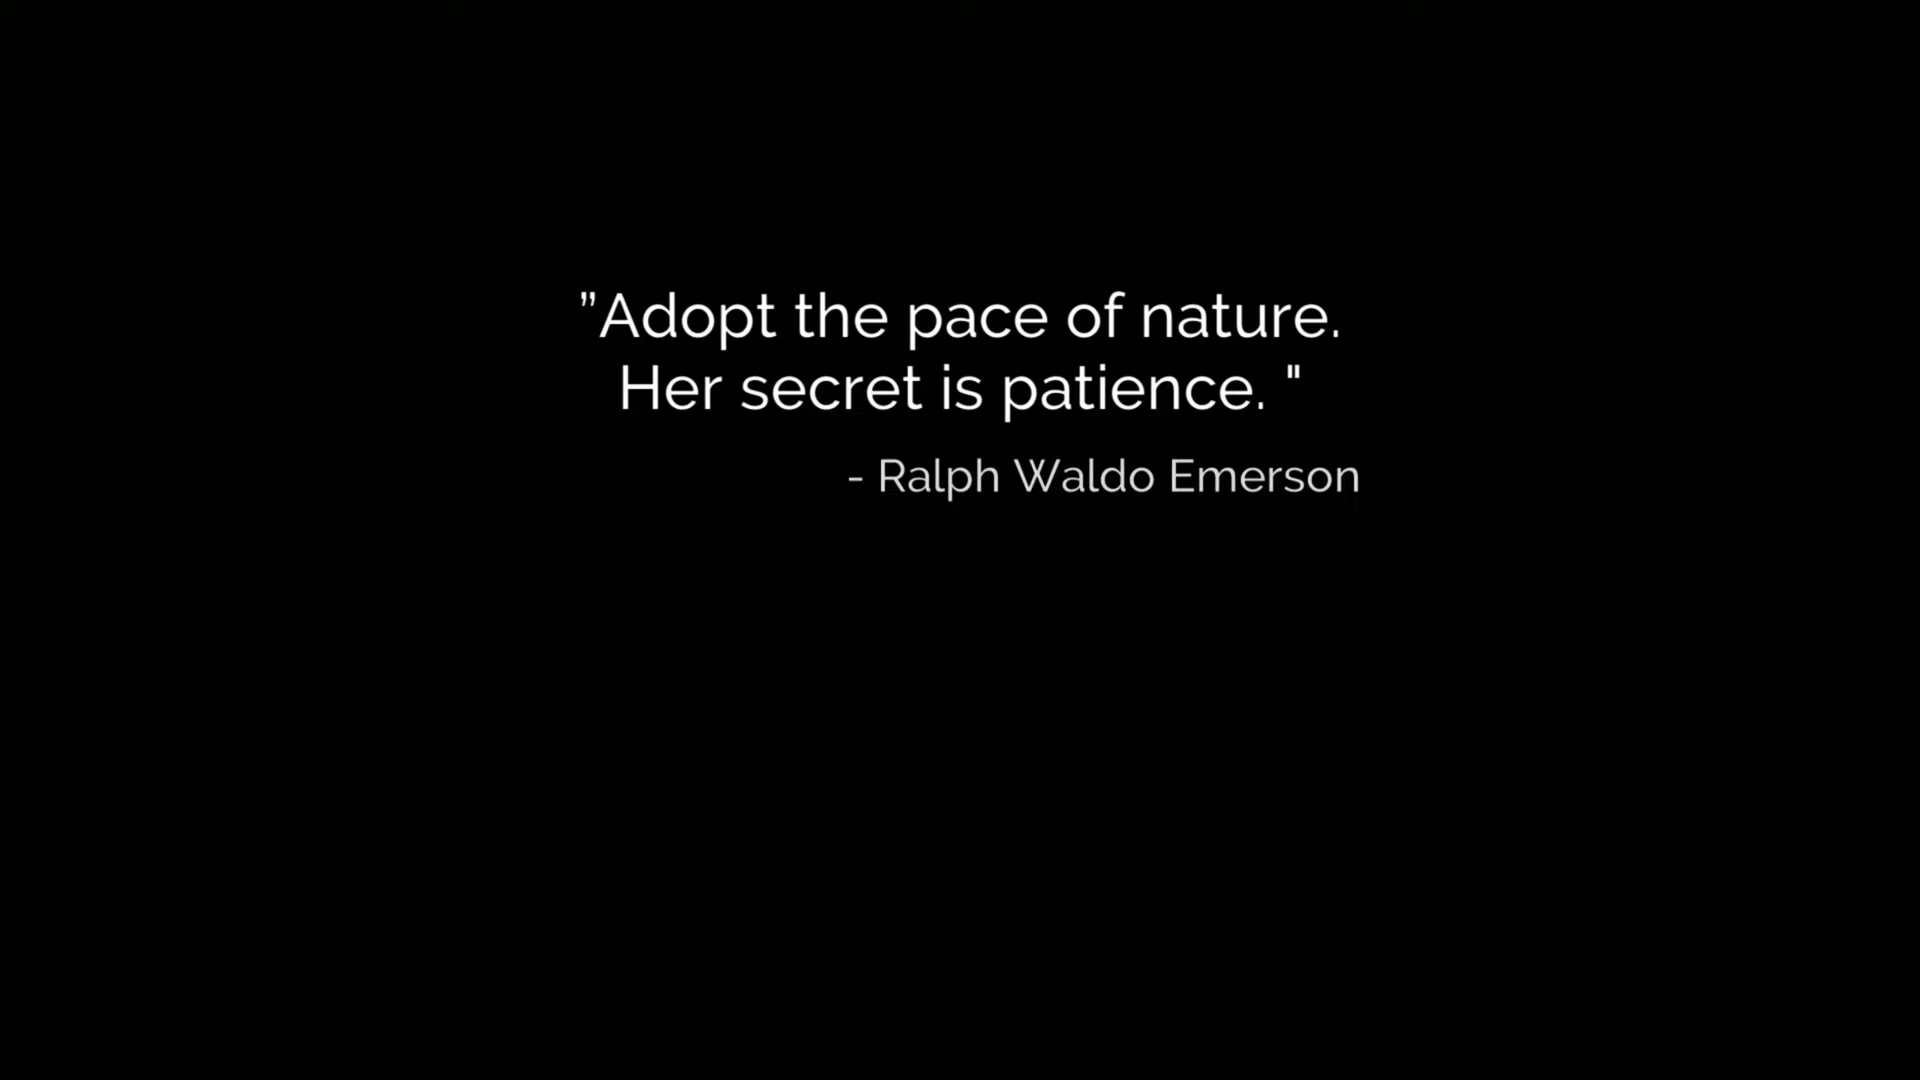 ”Adopt the pace of nature.
Her secret is patience. "
- Ralph Waldo Emerson